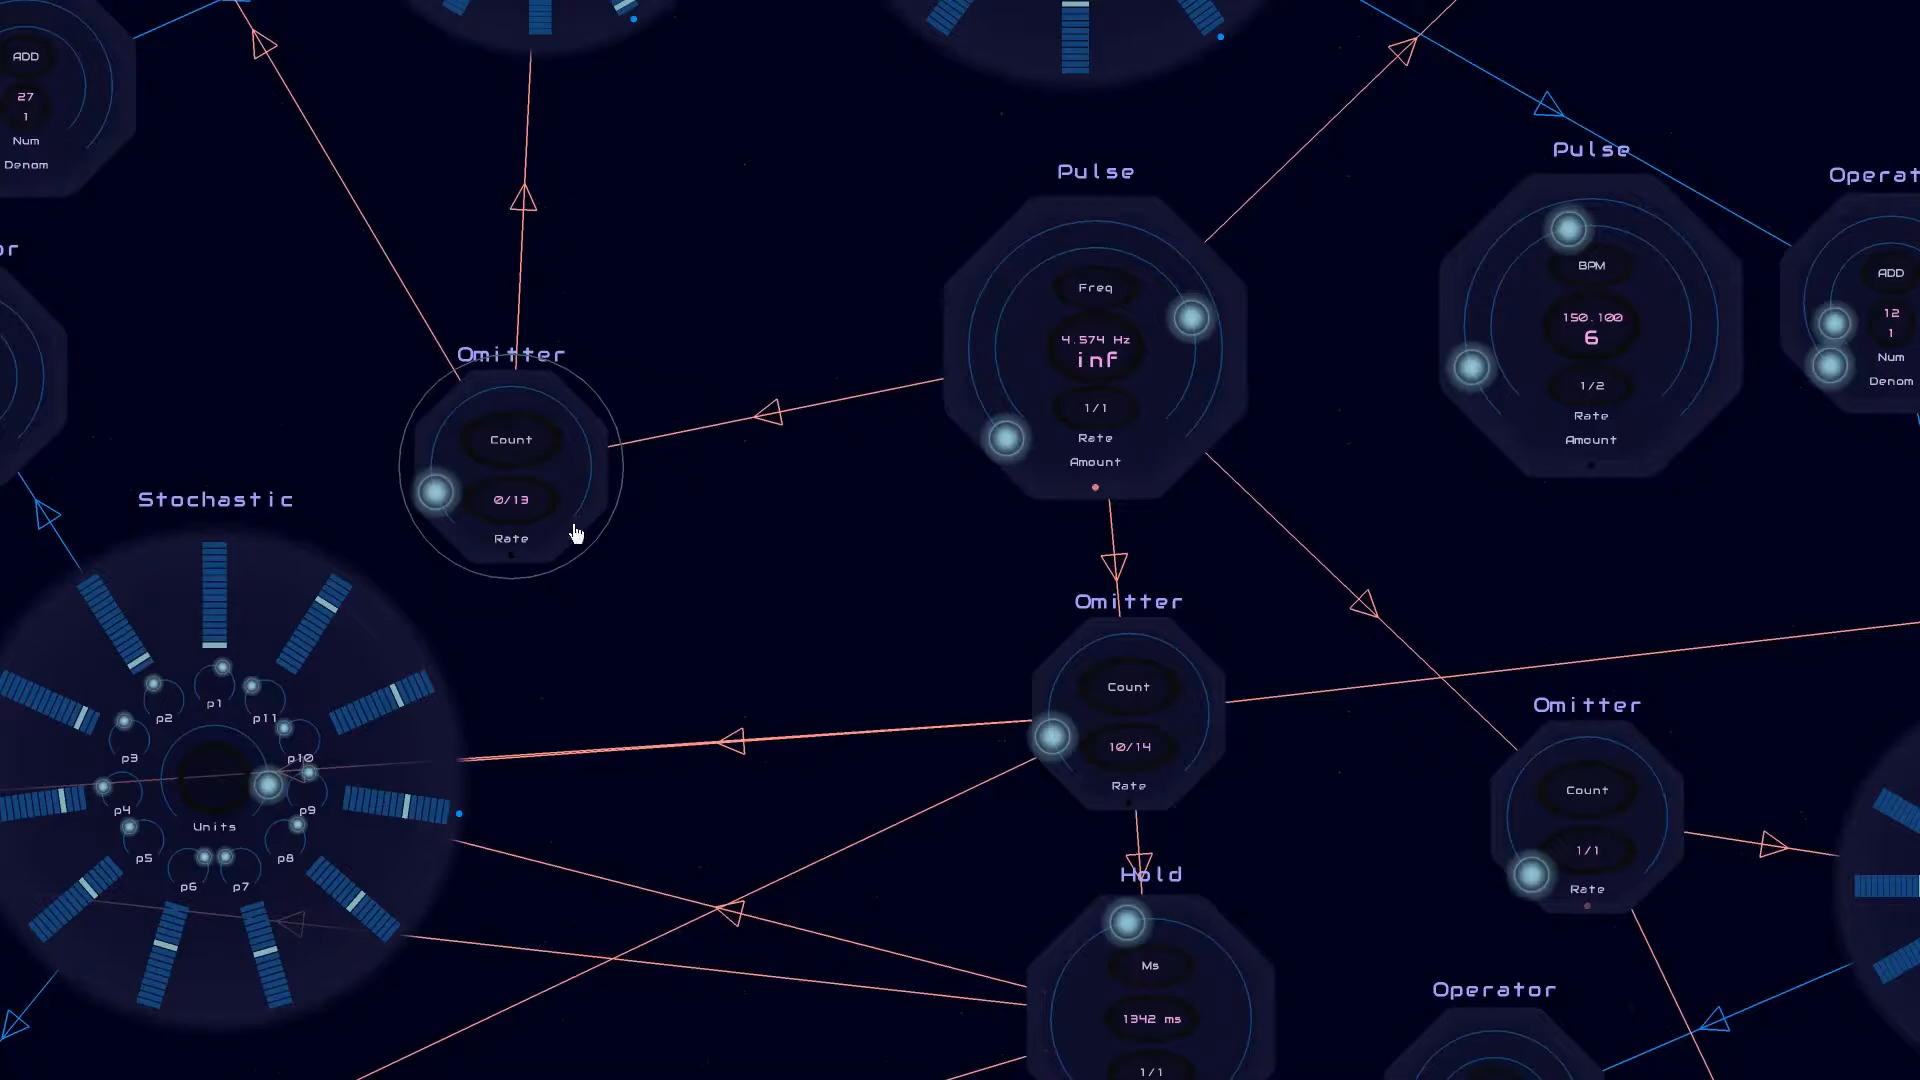 ADD
27
1
Num
Denom
or
Omitter
Count
0/13
Rate
Pulse
Freq
4.574 Hz
inf
1/1
Rate
Amount
Pulse
BPM
150.100
6
1/2
Rate
Amount
Operat
ADD
12
1
Num
Denom
Stochastic
p1
p2
p11
p3
p10
p4
p9
Units
p5
p8
p6
p7
Omitter
Count
10/14
Rate
Omitter
Count
1/1
Rate
Hold
Ms
1342 ms
1/1
Operator